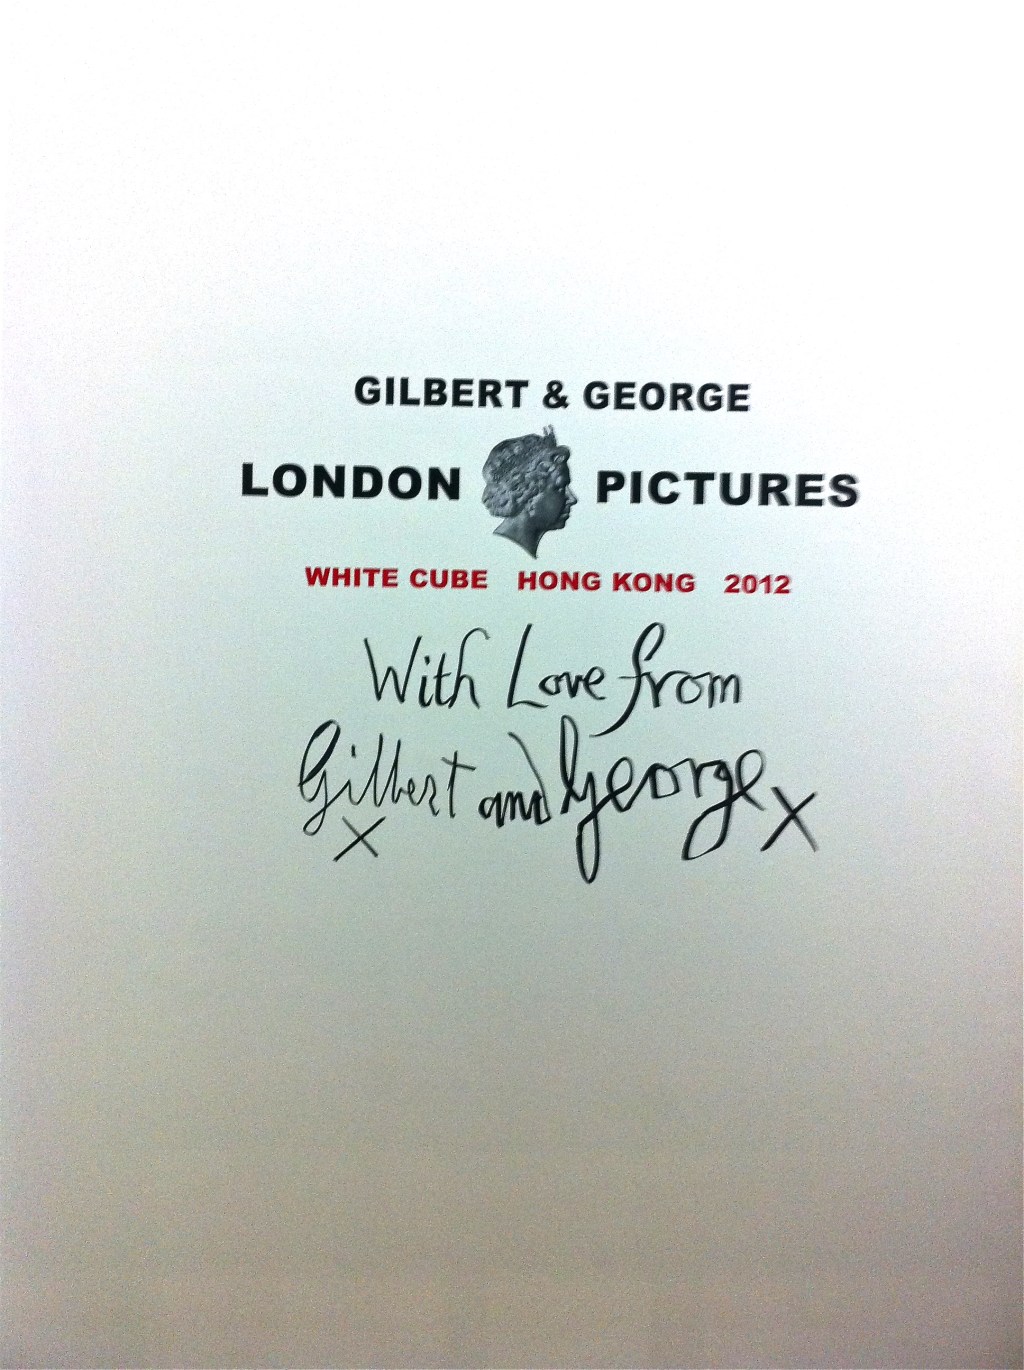 GILBERT & GEORGE
LONDON PICTURES
WHITE CUBE HONG KONG 2012
With Love from
Gilbert and George x
x